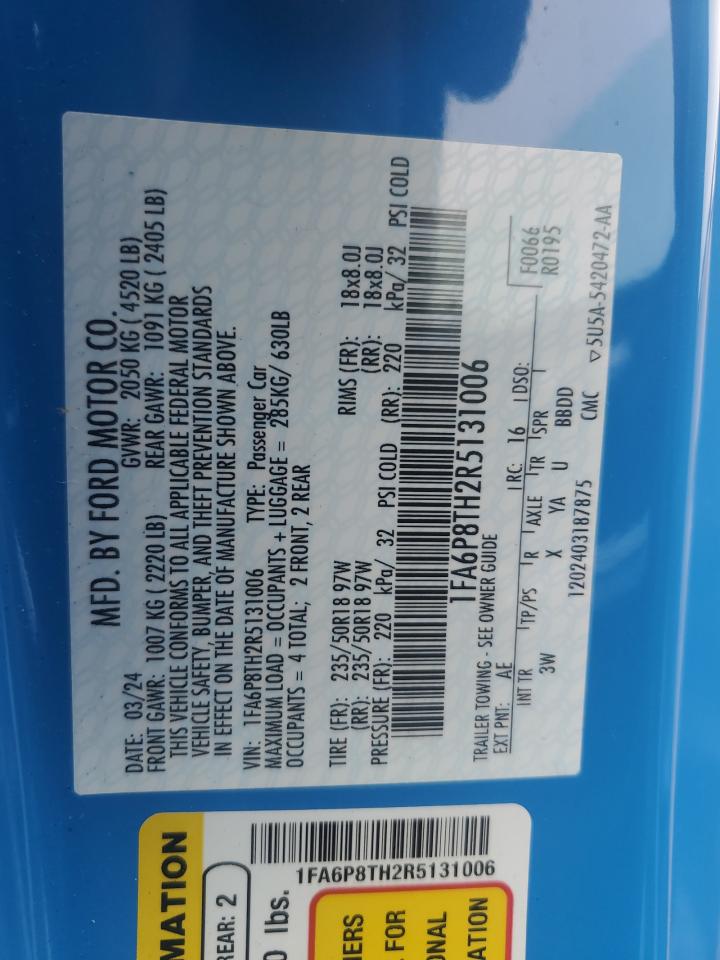 MFD. BY FORD MOTOR CO.
DATE: 03/24 GVWR: 2050 KG ( 4520 LB)
FRONT GAWR: 1007 KG ( 2220 LB) REAR GAWR: 1091 KG ( 2405 LB)
THIS VEHICLE CONFORMS TO ALL APPLICABLE FEDERAL MOTOR
VEHICLE SAFETY, BUMPER, AND THEFT PREVENTION STANDARDS
IN EFFECT ON THE DATE OF MANUFACTURE SHOWN ABOVE.
VIN: 1FA6P8TH2R5131006 TYPE: Passenger Car
MAXIMUM LOAD = OCCUPANTS + LUGGAGE = 285KG/ 630LB
OCCUPANTS = 4 TOTAL; 2 FRONT, 2 REAR
TIRE (FR): 235/50R18 97W RIMS (FR): 18x8.0J
(RR): 235/50R18 97W (RR): 18x8.0J
PRESSURE (FR): 220 kPa/ 32 PSI COLD (RR): 220 kPa/ 32 PSI COLD
1FA6P8TH2R5131006
TRAILER TOWING - SEE OWNER GUIDE
EXT PNT: AE RC: 16 DSO: F0066
R0195
INT TR TP/PS R AXLE TR SPR
3W X YA U BBDD
1202403187875 CMC ▽5U5A-5420472-AA
MATION
REAR: 2
0 lbs.
1FA6P8TH2R5131006
ERS
FOR
ONAL
ATION